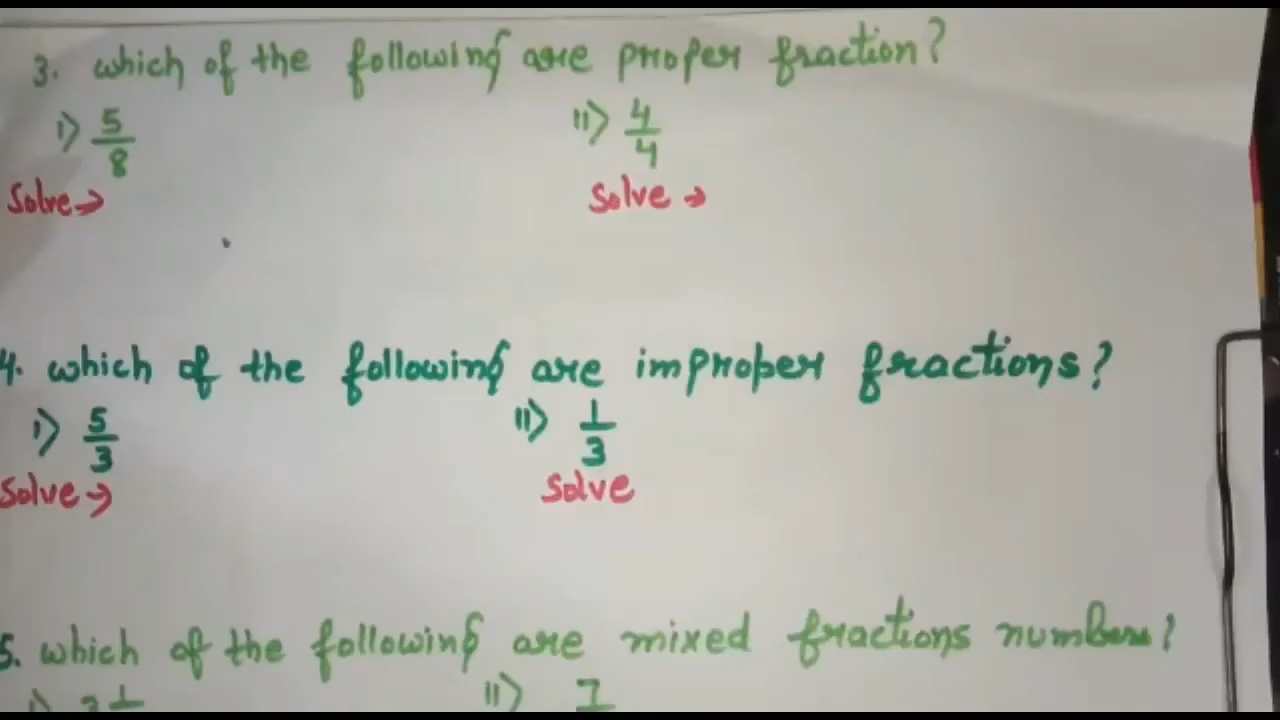 3. which of the following are proper fraction?
i) 5/8 ii) 4/4
Solve→ Solve →
4. which of the following are improper fractions?
i) 5/3 ii) 1/3
Solve→ Solve
5. which of the following are mixed fractions numbers?
i) ii)